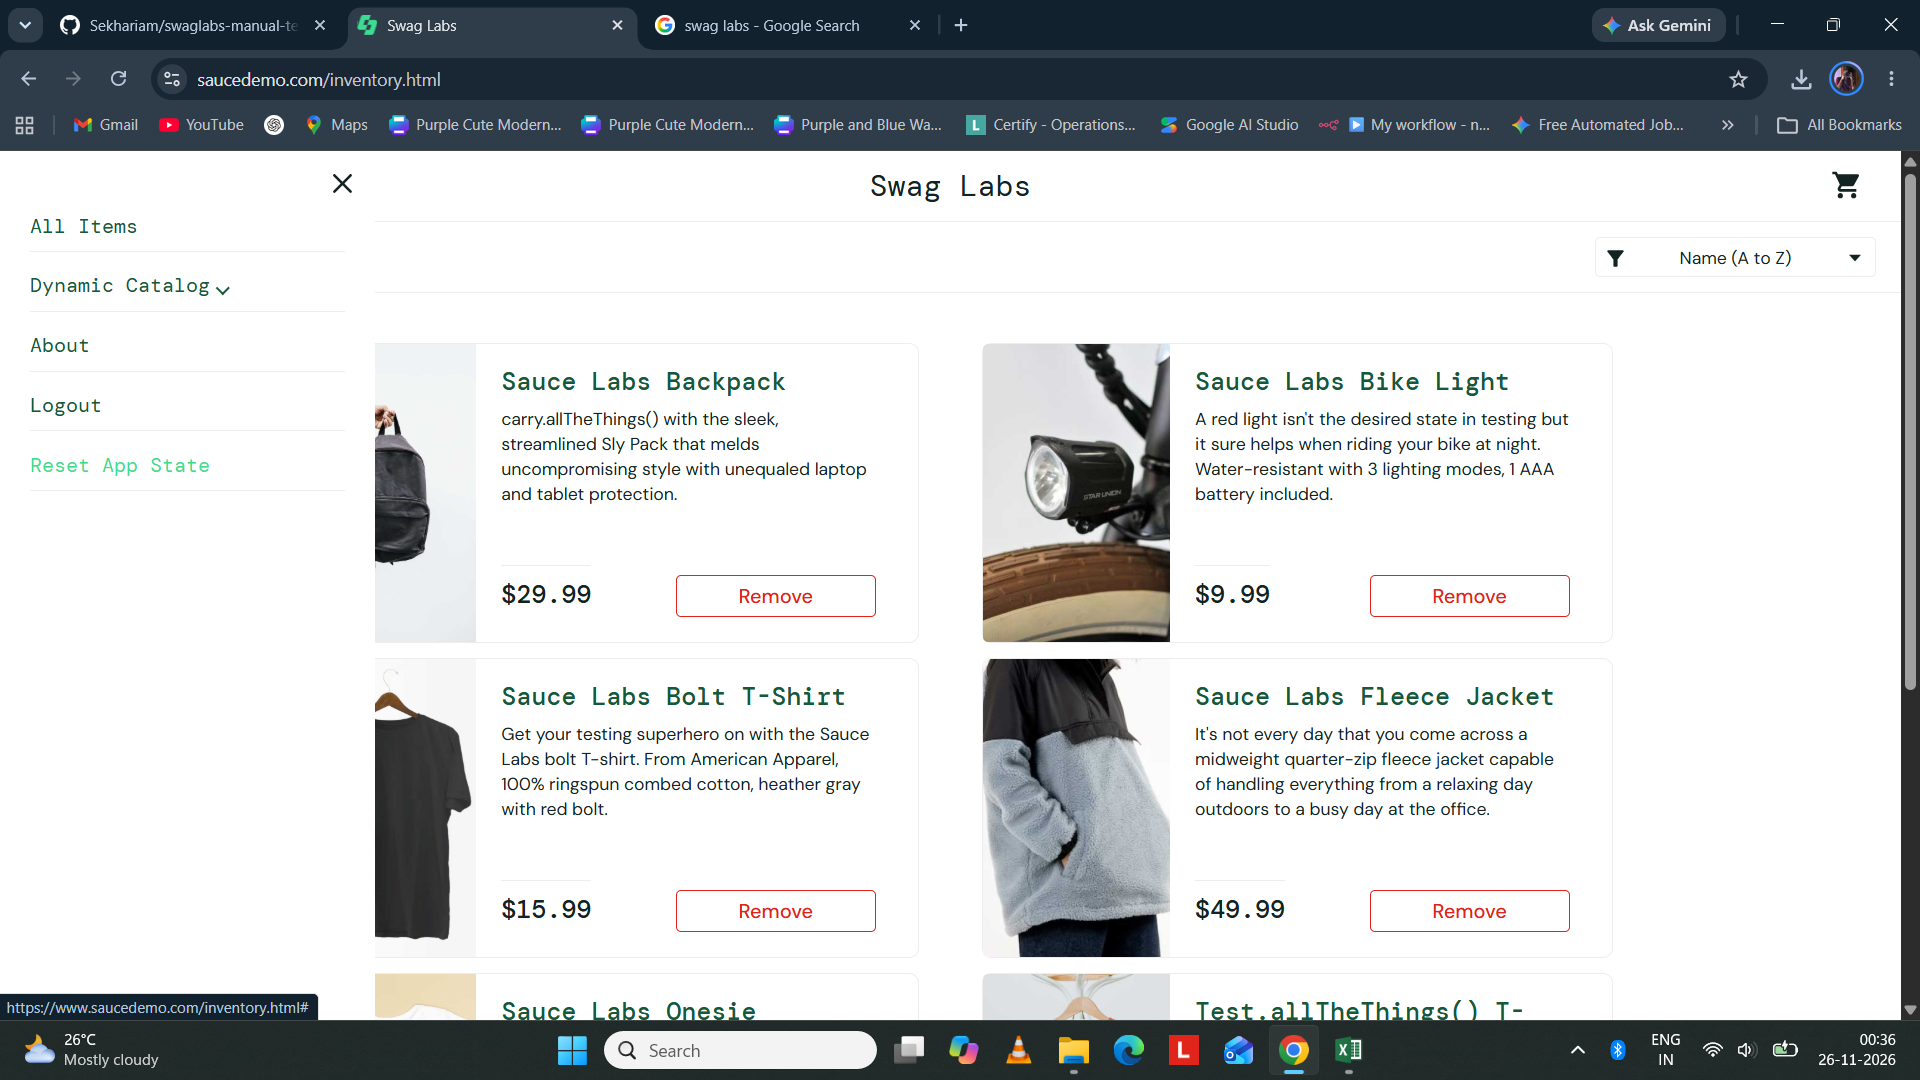 Sekhariam/swaglabs-manual-te
Swag Labs
swag labs - Google Search
Ask Gemini
saucedemo.com/inventory.html
Gmail
YouTube
Maps
Purple Cute Modern...
Purple Cute Modern...
Purple and Blue Wa...
L
Certify - Operations...
Google AI Studio
My workflow - n...
Free Automated Job...
All Bookmarks
Swag Labs
All Items
Dynamic Catalog
About
Logout
Reset App State
Name (A to Z)
Sauce Labs Backpack
carry.allTheThings() with the sleek,
streamlined Sly Pack that melds
uncompromising style with unequaled laptop
and tablet protection.
$29.99
Remove
Sauce Labs Bike Light
A red light isn't the desired state in testing but
it sure helps when riding your bike at night.
Water-resistant with 3 lighting modes, 1 AAA
battery included.
STAR UNION
$9.99
Remove
Sauce Labs Bolt T-Shirt
Get your testing superhero on with the Sauce
Labs bolt T-shirt. From American Apparel,
100% ringspun combed cotton, heather gray
with red bolt.
$15.99
Remove
Sauce Labs Fleece Jacket
It's not every day that you come across a
midweight quarter-zip fleece jacket capable
of handling everything from a relaxing day
outdoors to a busy day at the office.
$49.99
Remove
Sauce Labs Onesie
Test.allTheThings() T-
https://www.saucedemo.com/inventory.html#
26°C
Mostly cloudy
Search
L
ENG
IN
00:36
26-11-2026